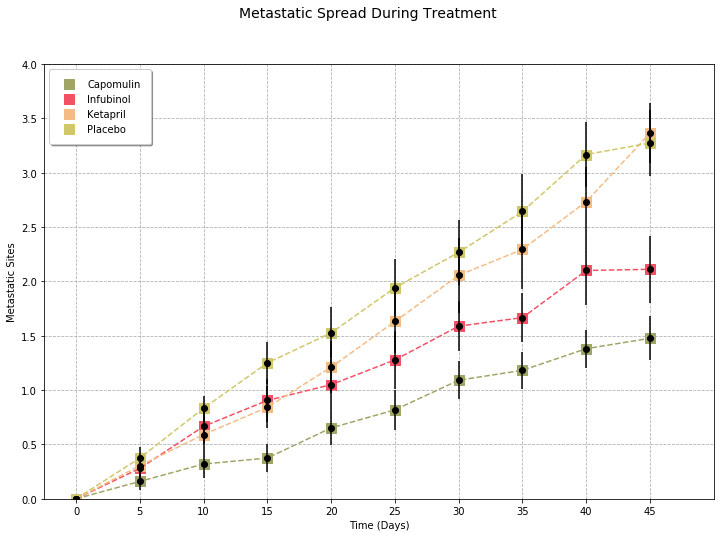 Metastatic Spread During Treatment
4.0
3.5
3.0
2.5
2.0
1.5
1.0
0.5
0.0
Metastatic Sites
Capomulin
Infubinol
Ketapril
Placebo
0 5 10 15 20 25 30 35 40 45
Time (Days)